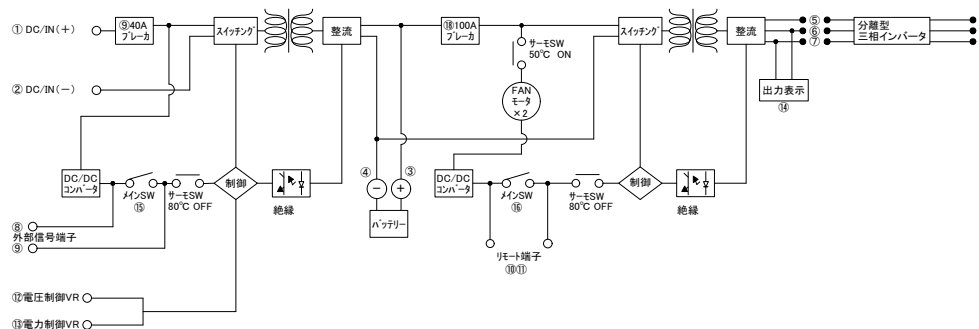 ① DC/IN(+)
⑨40A
ブレーカ
スイッチング
整流
⑱100A
ブレーカ
スイッチング
整流
⑤
⑥
⑦
分離型
三相インバータ
サーモSW
50℃ ON
② DC/IN(-)
FAN
モータ
×2
出力表示
⑭
DC/DC
コンバータ
メインSW
⑮
サーモSW
80℃ OFF
制御
絶縁
④
③
-
+
バッテリー
DC/DC
コンバータ
メインSW
⑯
サーモSW
80℃ OFF
制御
絶縁
⑧
外部信号端子
⑨
リモート端子
⑩⑪
⑫電圧制御VR
⑬電力制御VR